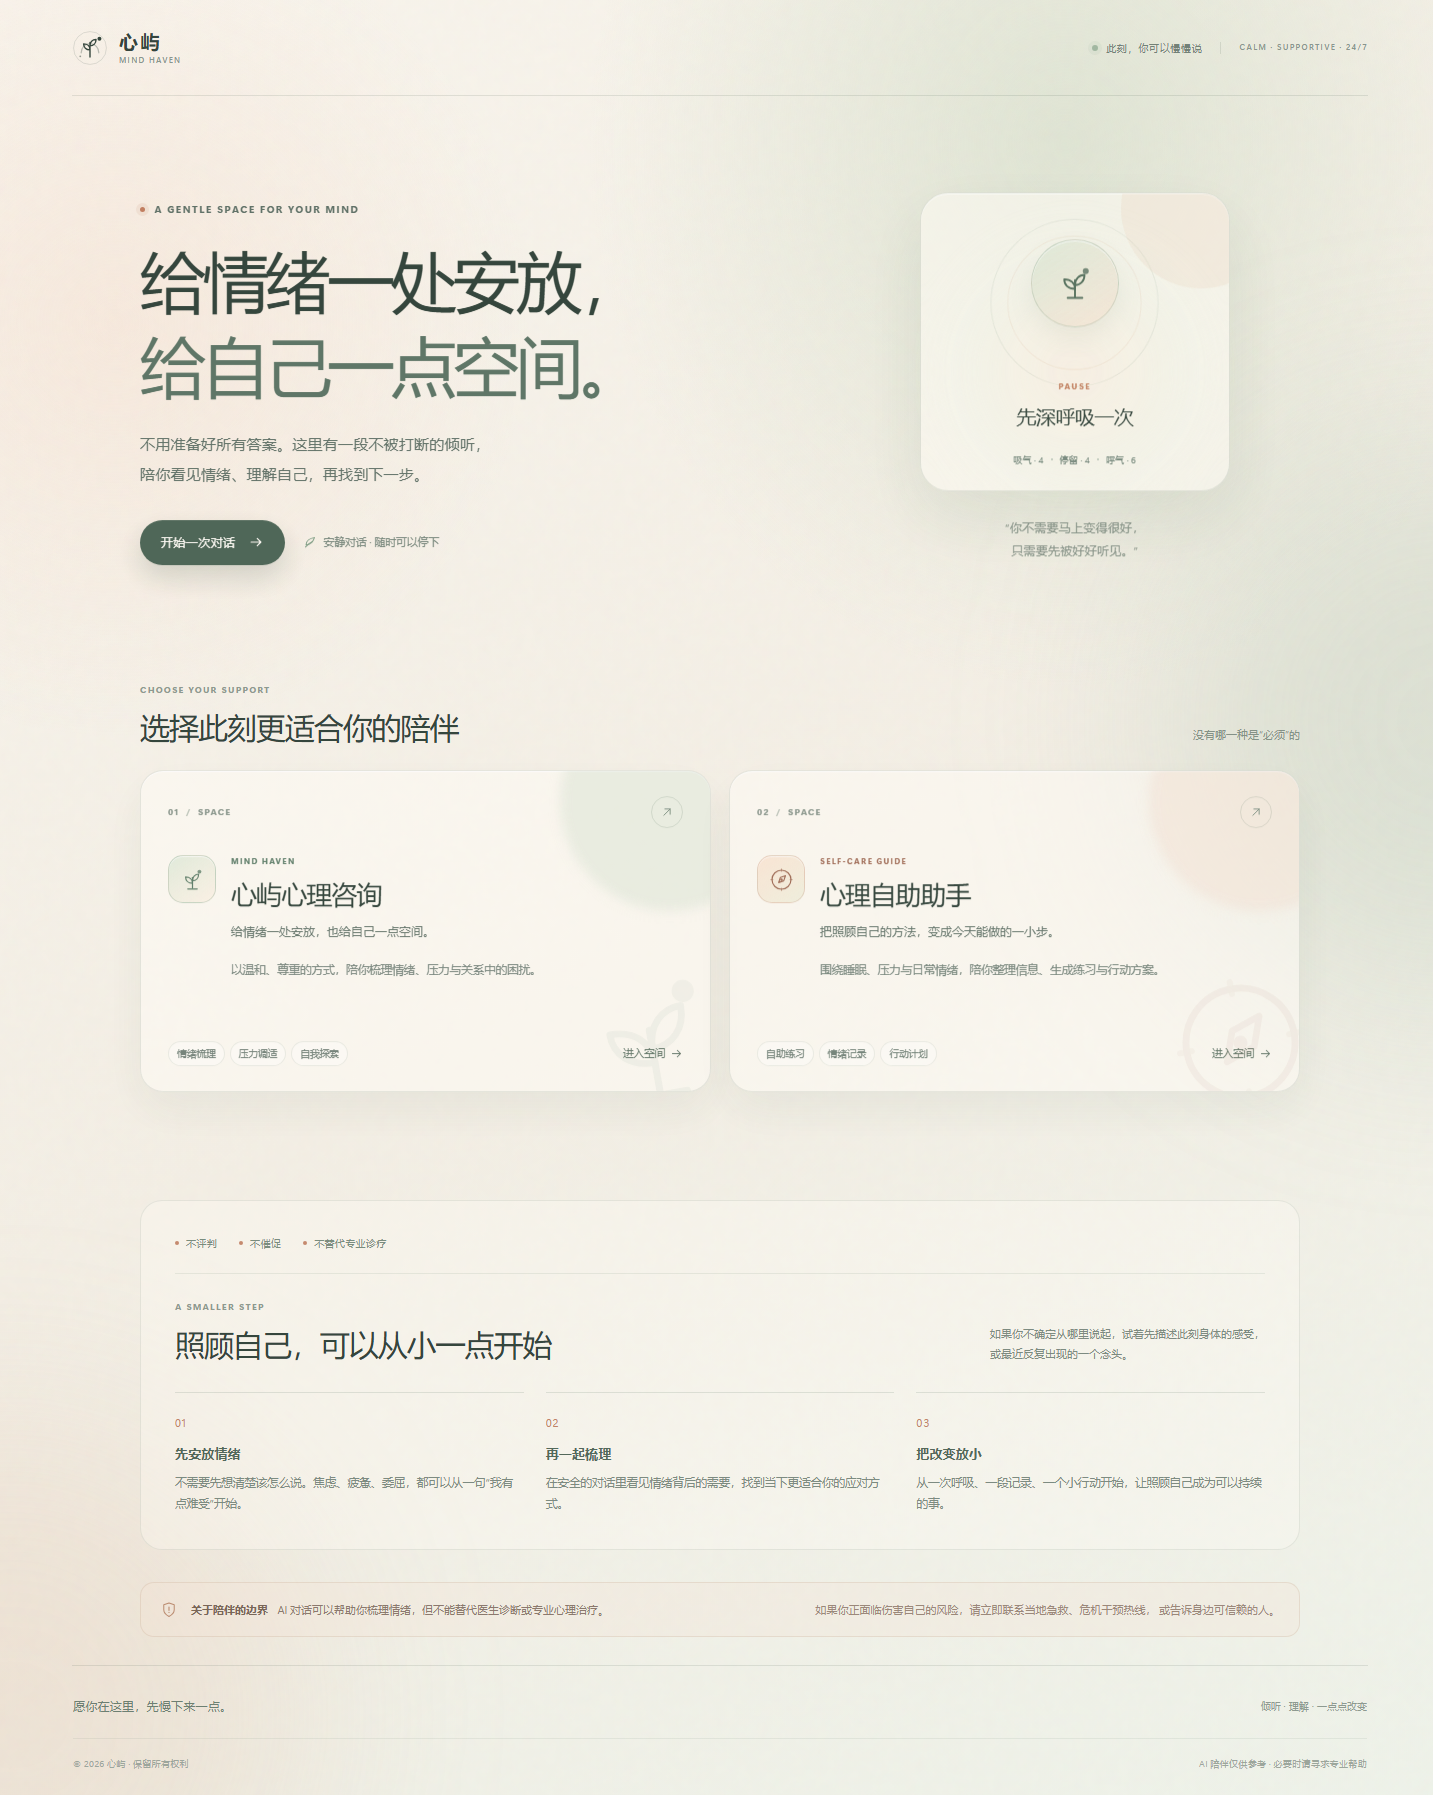 心屿
MIND HAVEN
此刻，你可以慢慢说
CALM · SUPPORTIVE · 24/7
A GENTLE SPACE FOR YOUR MIND
给情绪一处安放，
给自己一点空间。
不用准备好所有答案。这里有一段不被打断的倾听，
陪你看见情绪、理解自己，再找到下一步。
开始一次对话 →
安静对话 · 随时可以停下
PAUSE
先深呼吸一次
吸气 · 4 · 停留 · 4 · 呼气 · 6
“你不需要马上变得很好，
只需要先被好好听见。”
CHOOSE YOUR SUPPORT
选择此刻更适合你的陪伴
没有哪一种是“必须”的
01 / SPACE
MIND HAVEN
心屿心理咨询
给情绪一处安放，也给自己一点空间。
以温和、尊重的方式，陪你梳理情绪、压力与关系中的困扰。
情绪梳理
压力调适
自我探索
进入空间 →
02 / SPACE
SELF-CARE GUIDE
心理自助助手
把照顾自己的方法，变成今天能做的一小步。
围绕睡眠、压力与日常情绪，陪你整理信息、生成练习与行动方案。
自助练习
情绪记录
行动计划
进入空间 →
不评判
不催促
不替代专业诊疗
A SMALLER STEP
照顾自己，可以从小一点开始
如果你不确定从哪里说起，试着先描述此刻身体的感受，
或最近反复出现的一个念头。
01
先安放情绪
不需要先想清楚该怎么说。焦虑、疲惫、委屈，都可以从一句“我有
点难受”开始。
02
再一起梳理
在安全的对话里看见情绪背后的需要，找到当下更适合你的应对方
式。
03
把改变放小
从一次呼吸、一段记录、一个小行动开始，让照顾自己成为可以持续
的事。
关于陪伴的边界 AI 对话可以帮助你梳理情绪，但不能替代医生诊断或专业心理治疗。
如果你正面临伤害自己的风险，请立即联系当地急救、危机干预热线， 或告诉身边可信赖的人。
愿你在这里，先慢下来一点。
倾听 · 理解 · 一点点改变
© 2026 心屿 · 保留所有权利
AI 陪伴仅供参考 · 必要时请寻求专业帮助